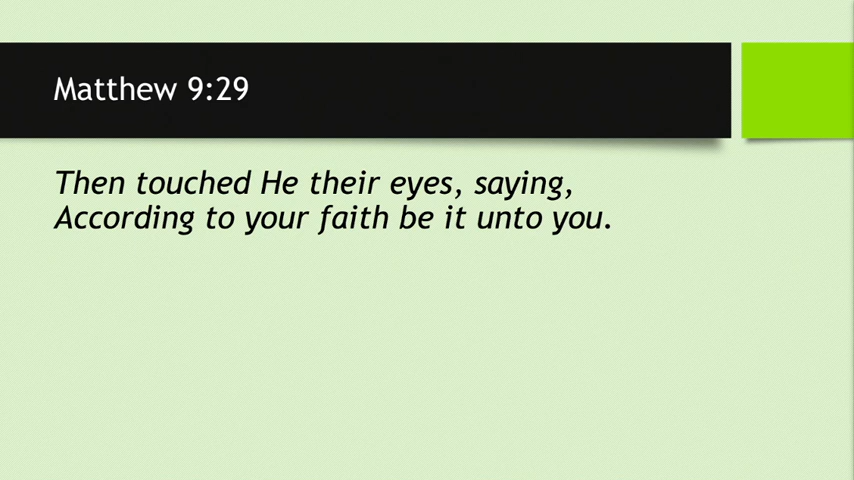 Matthew 9:29
Then touched He their eyes, saying,
According to your faith be it unto you.